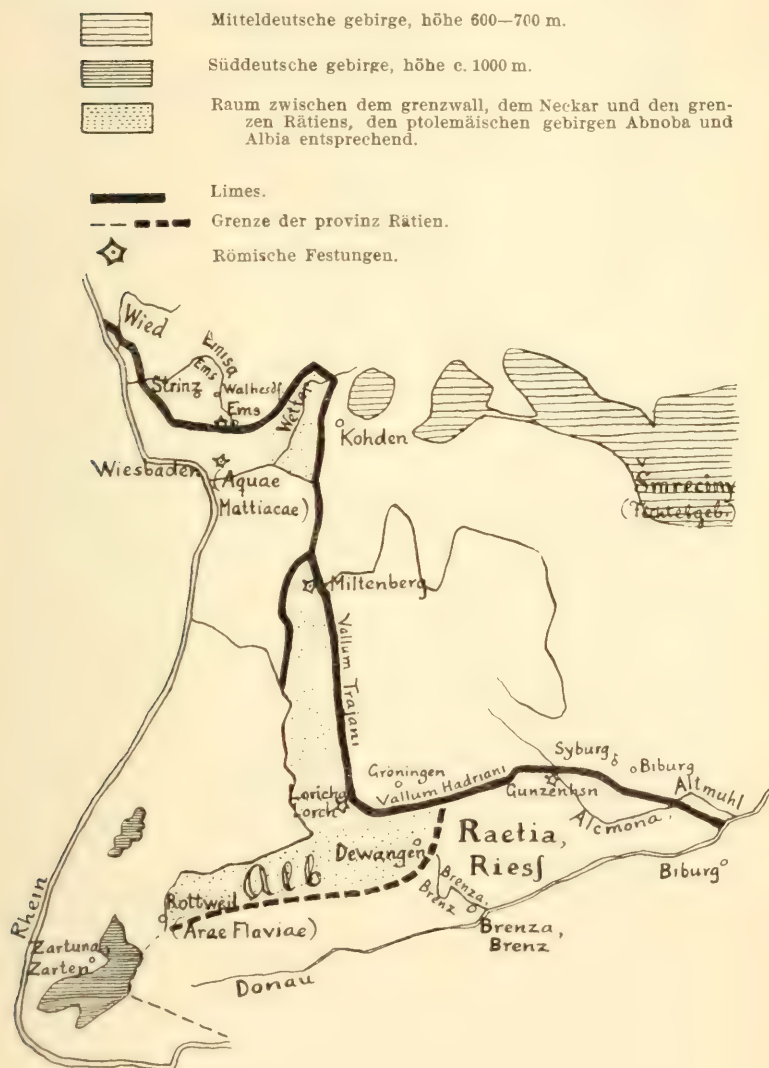 Mitteldeutsche gebirge, höhe 600—700 m.
Süddeutsche gebirge, höhe c. 1000 m.
Raum zwischen dem grenzwall, dem Neckar und den gren-
zen Rätiens, den ptolemäischen gebirgen Abnoba und
Albia entsprechend.
Limes.
Grenze der provinz Rätien.
Römische Festungen.
Wied
Emisa
Ems
Strinz
Walhesdf.
Ems
Wetter
Kohden
Wiesbaden
Aquae
Mattiacae)
Smrečiny
(Fichtelgeb.)
Miltenberg
Vallum Trajani
Gröningen
Vallum Hadriani
Syburg
Biburg
Gunzenhsn
Altmuhl
Alcmona
Lorch
Dewangen
Raetia,
Riess
Biburg
Alb
Brenza
Brenz
Rottweil
(Arae Flaviae)
Brenza,
Brenz
Rhein
Zartuna
Zarten
Donau